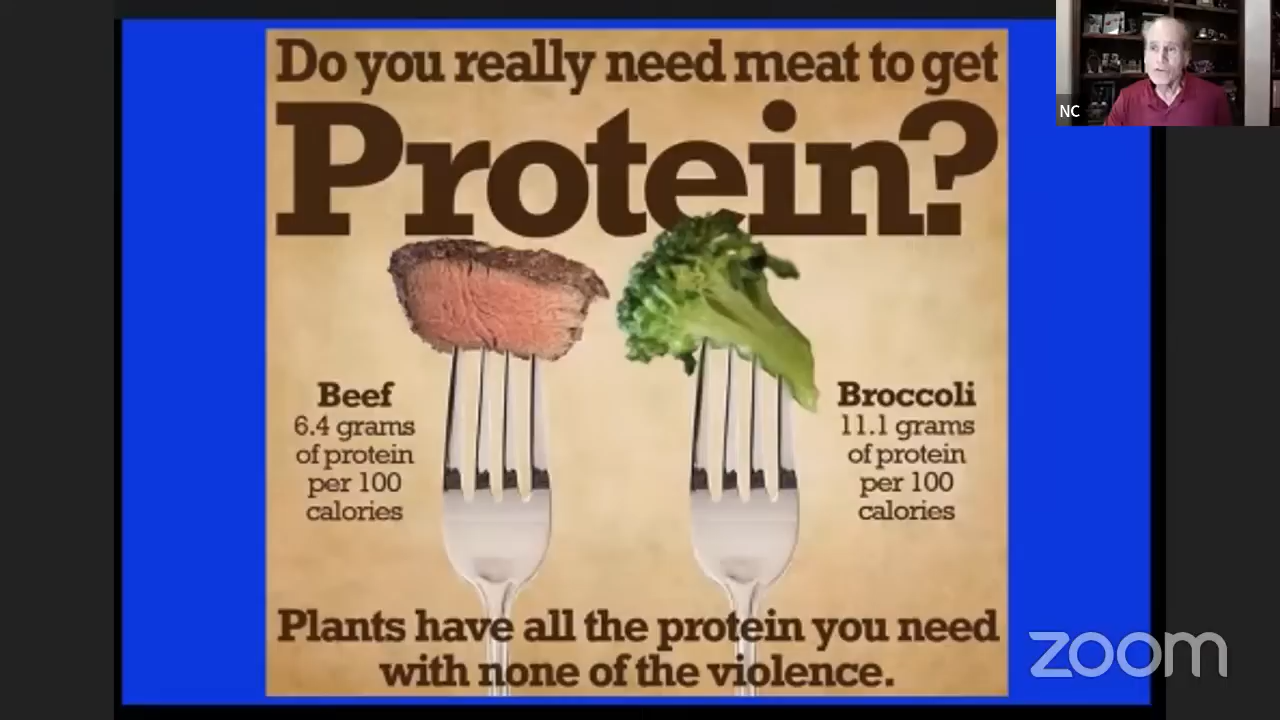 Do you really need meat to get
Protein?
Beef
6.4 grams
of protein
per 100
calories
Broccoli
11.1 grams
of protein
per 100
calories
Plants have all the protein you need
with none of the violence.
NC
zoom